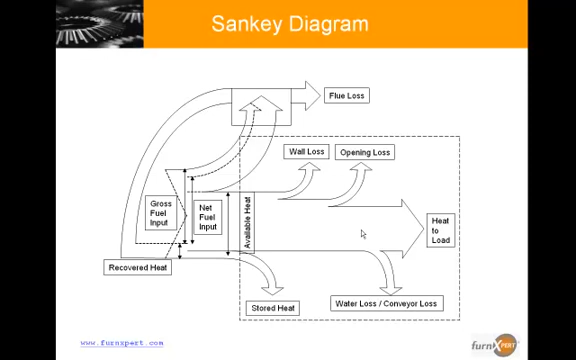 Sankey Diagram
Flue Loss
Wall Loss
Opening Loss
Gross
Fuel
Input
Net
Fuel
Input
Available Heat
Heat
to
Load
Recovered Heat
Stored Heat
Water Loss / Conveyor Loss
www.furnxpert.com
furnXPERT